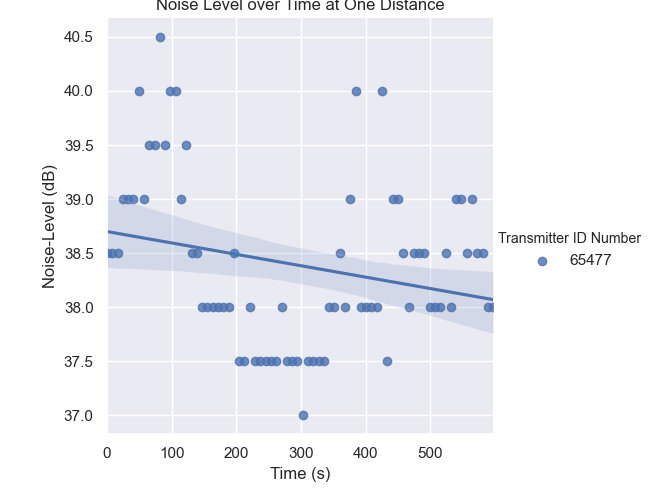 Noise Level over Time at One Distance
40.5
40.0
39.5
39.0
38.5
38.0
37.5
37.0
Noise-Level (dB)
0 100 200 300 400 500
Time (s)
Transmitter ID Number
65477